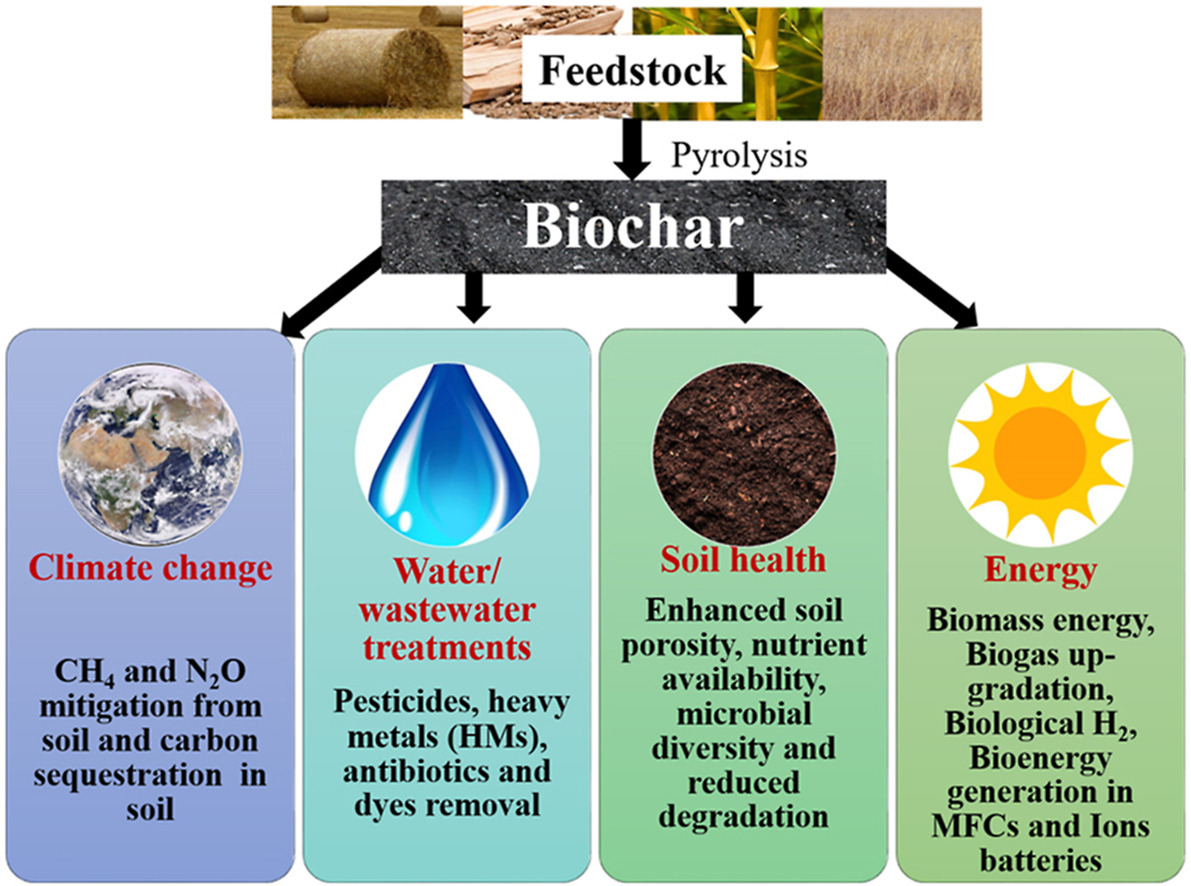 Feedstock
Pyrolysis
Biochar
Climate change
CH₄ and N₂O
mitigation from
soil and carbon
sequestration in
soil
Water/
wastewater
treatments
Pesticides, heavy
metals (HMs),
antibiotics and
dyes removal
Soil health
Enhanced soil
porosity, nutrient
availability,
microbial
diversity and
reduced
degradation
Energy
Biomass energy,
Biogas up-
gradation,
Biological H₂,
Bioenergy
generation in
MFCs and Ions
batteries